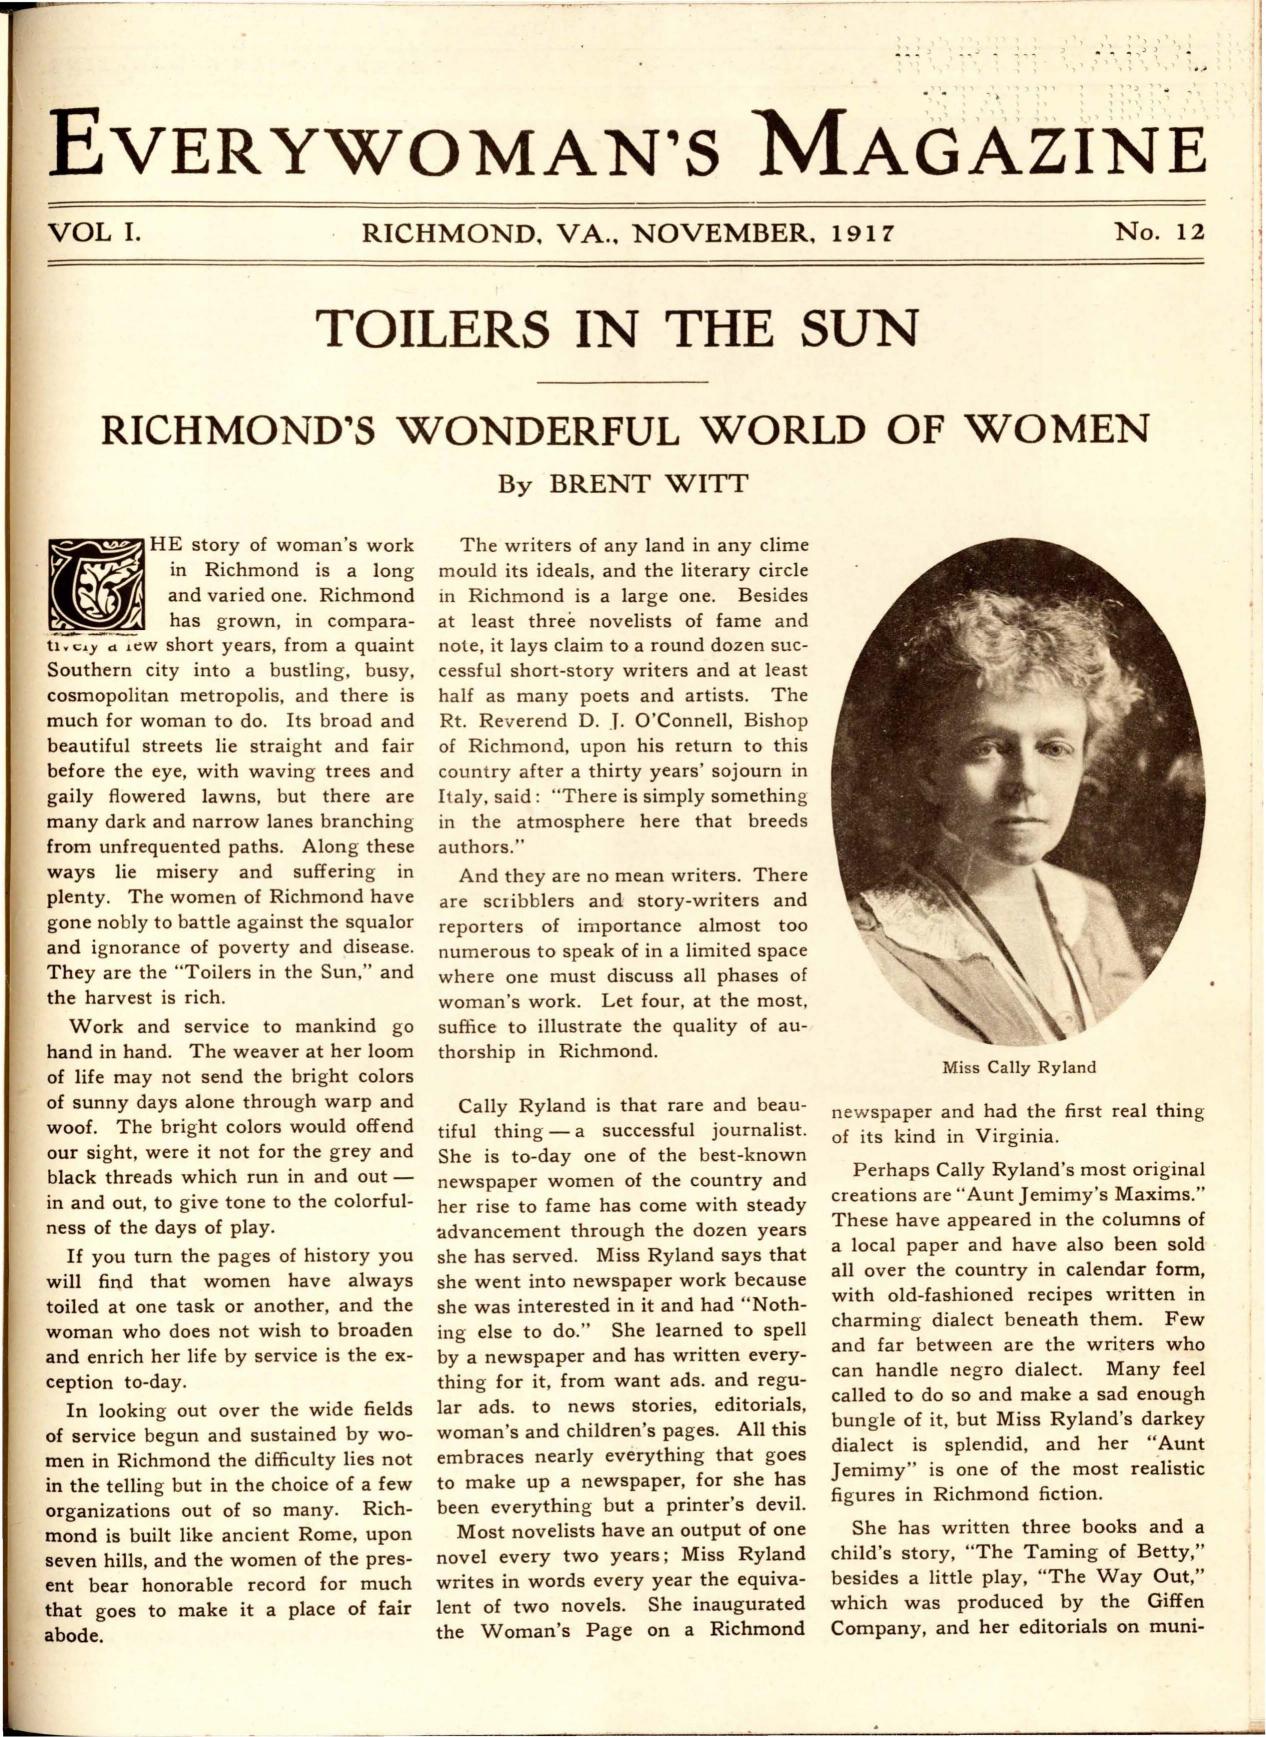 NORTH CAROLI
STATE LIBRAR
EVERYWOMAN'S MAGAZINE
VOL I. RICHMOND, VA., NOVEMBER, 1917 No. 12
TOILERS IN THE SUN
RICHMOND'S WONDERFUL WORLD OF WOMEN
By BRENT WITT
THE story of woman's work
in Richmond is a long
and varied one. Richmond
has grown, in compara-
tively a few short years, from a quaint
Southern city into a bustling, busy,
cosmopolitan metropolis, and there is
much for woman to do. Its broad and
beautiful streets lie straight and fair
before the eye, with waving trees and
gaily flowered lawns, but there are
many dark and narrow lanes branching
from unfrequented paths. Along these
ways lie misery and suffering in
plenty. The women of Richmond have
gone nobly to battle against the squalor
and ignorance of poverty and disease.
They are the "Toilers in the Sun," and
the harvest is rich.
Work and service to mankind go
hand in hand. The weaver at her loom
of life may not send the bright colors
of sunny days alone through warp and
woof. The bright colors would offend
our sight, were it not for the grey and
black threads which run in and out —
in and out, to give tone to the colorful-
ness of the days of play.
If you turn the pages of history you
will find that women have always
toiled at one task or another, and the
woman who does not wish to broaden
and enrich her life by service is the ex-
ception to-day.
In looking out over the wide fields
of service begun and sustained by wo-
men in Richmond the difficulty lies not
in the telling but in the choice of a few
organizations out of so many. Rich-
mond is built like ancient Rome, upon
seven hills, and the women of the pres-
ent bear honorable record for much
that goes to make it a place of fair
abode.
The writers of any land in any clime
mould its ideals, and the literary circle
in Richmond is a large one. Besides
at least three novelists of fame and
note, it lays claim to a round dozen suc-
cessful short-story writers and at least
half as many poets and artists. The
Rt. Reverend D. J. O'Connell, Bishop
of Richmond, upon his return to this
country after a thirty years' sojourn in
Italy, said: "There is simply something
in the atmosphere here that breeds
authors."
And they are no mean writers. There
are scribblers and story-writers and
reporters of importance almost too
numerous to speak of in a limited space
where one must discuss all phases of
woman's work. Let four, at the most,
suffice to illustrate the quality of au-
thorship in Richmond.
Cally Ryland is that rare and beau-
tiful thing — a successful journalist.
She is to-day one of the best-known
newspaper women of the country and
her rise to fame has come with steady
advancement through the dozen years
she has served. Miss Ryland says that
she went into newspaper work because
she was interested in it and had "Noth-
ing else to do." She learned to spell
by a newspaper and has written every-
thing for it, from want ads. and regu-
lar ads. to news stories, editorials,
woman's and children's pages. All this
embraces nearly everything that goes
to make up a newspaper, for she has
been everything but a printer's devil.
Most novelists have an output of one
novel every two years; Miss Ryland
writes in words every year the equiva-
lent of two novels. She inaugurated
the Woman's Page on a Richmond
Miss Cally Ryland
newspaper and had the first real thing
of its kind in Virginia.
Perhaps Cally Ryland's most original
creations are "Aunt Jemimy's Maxims."
These have appeared in the columns of
a local paper and have also been sold
all over the country in calendar form,
with old-fashioned recipes written in
charming dialect beneath them. Few
and far between are the writers who
can handle negro dialect. Many feel
called to do so and make a sad enough
bungle of it, but Miss Ryland's darkey
dialect is splendid, and her "Aunt
Jemimy" is one of the most realistic
figures in Richmond fiction.
She has written three books and a
child's story, "The Taming of Betty,"
besides a little play, "The Way Out,"
which was produced by the Giffen
Company, and her editorials on muni-